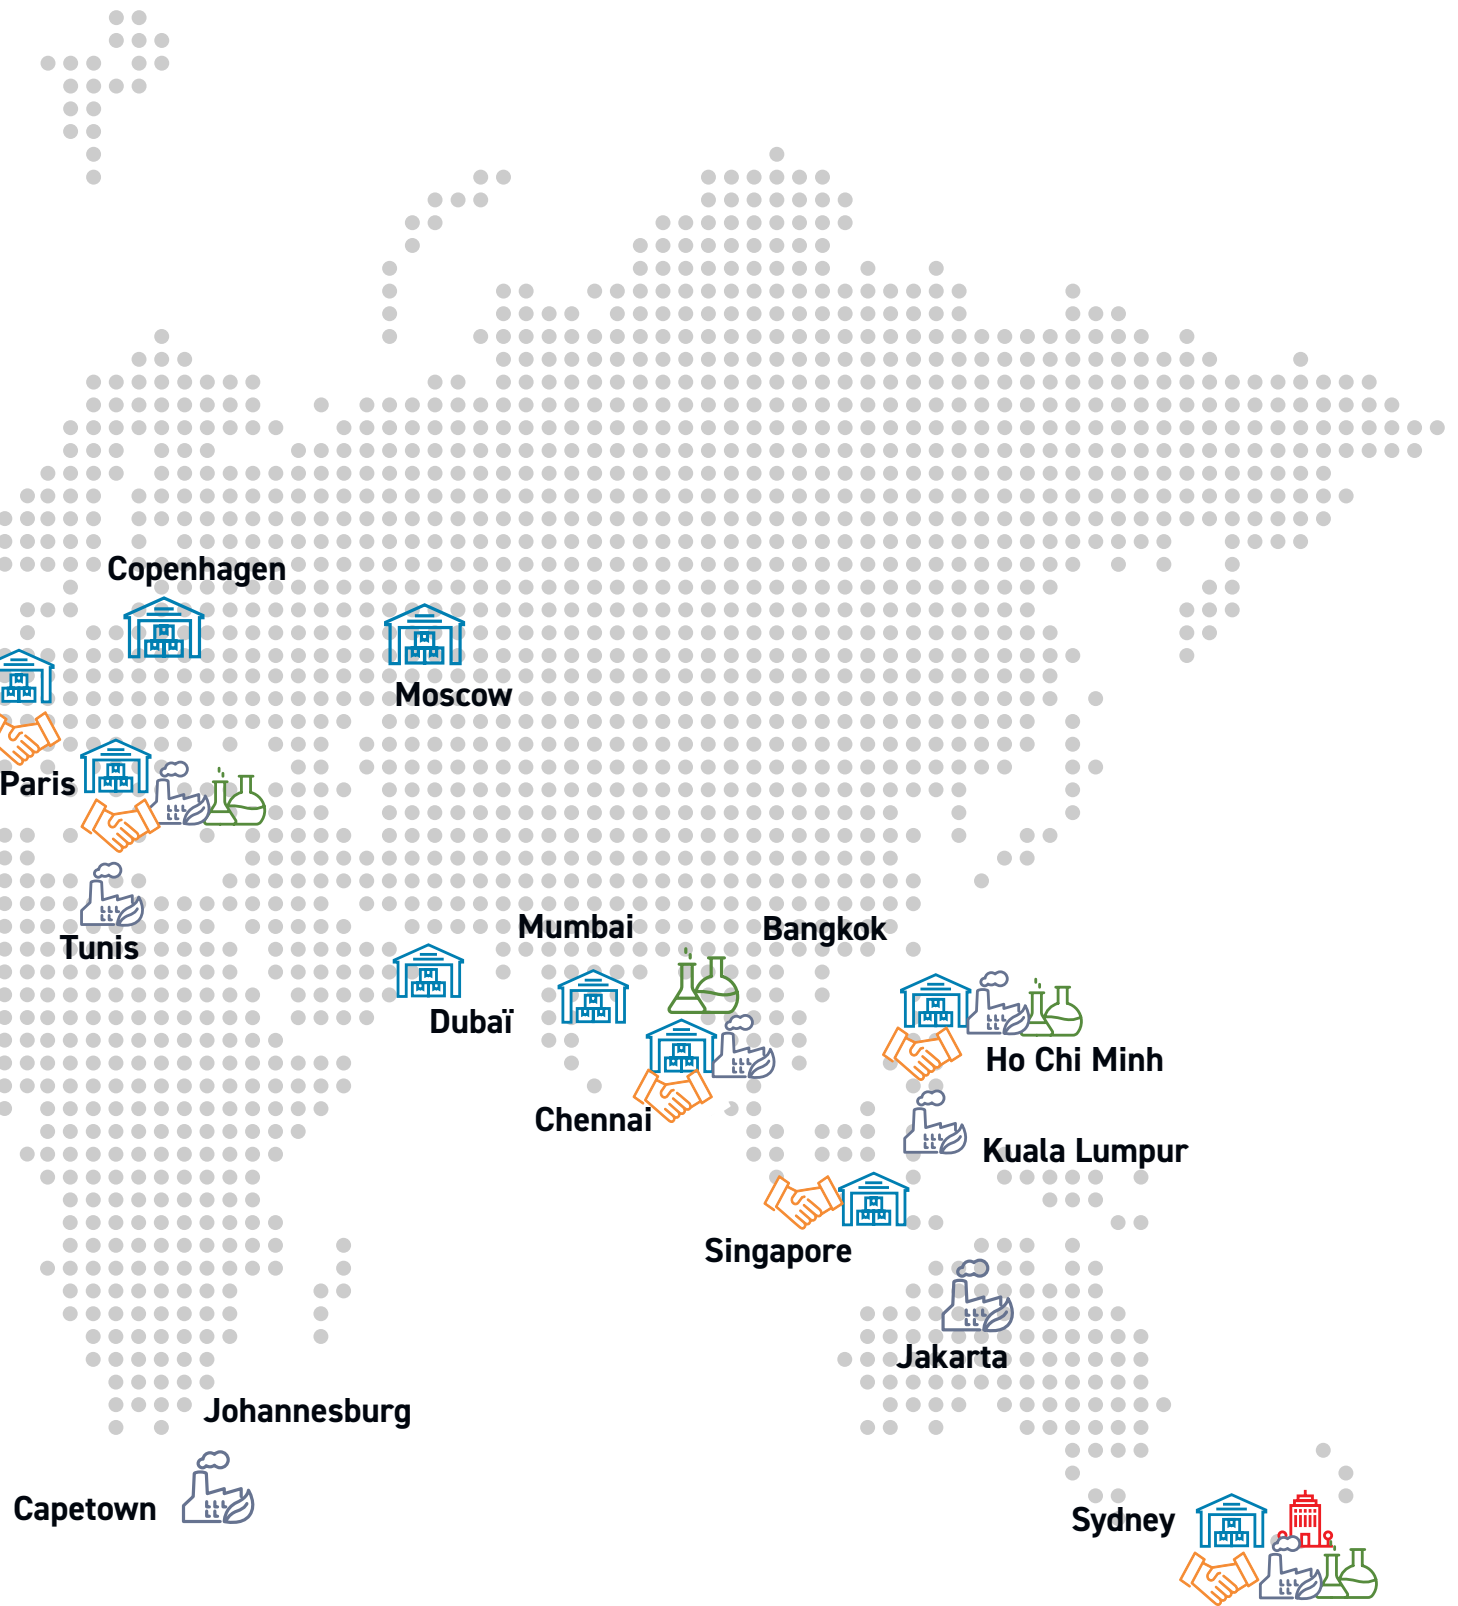 Copenhagen
Moscow
Paris
Tunis
Mumbai
Bangkok
Dubaï
Ho Chi Minh
Chennai
Kuala Lumpur
Singapore
Jakarta
Johannesburg
Capetown
Sydney